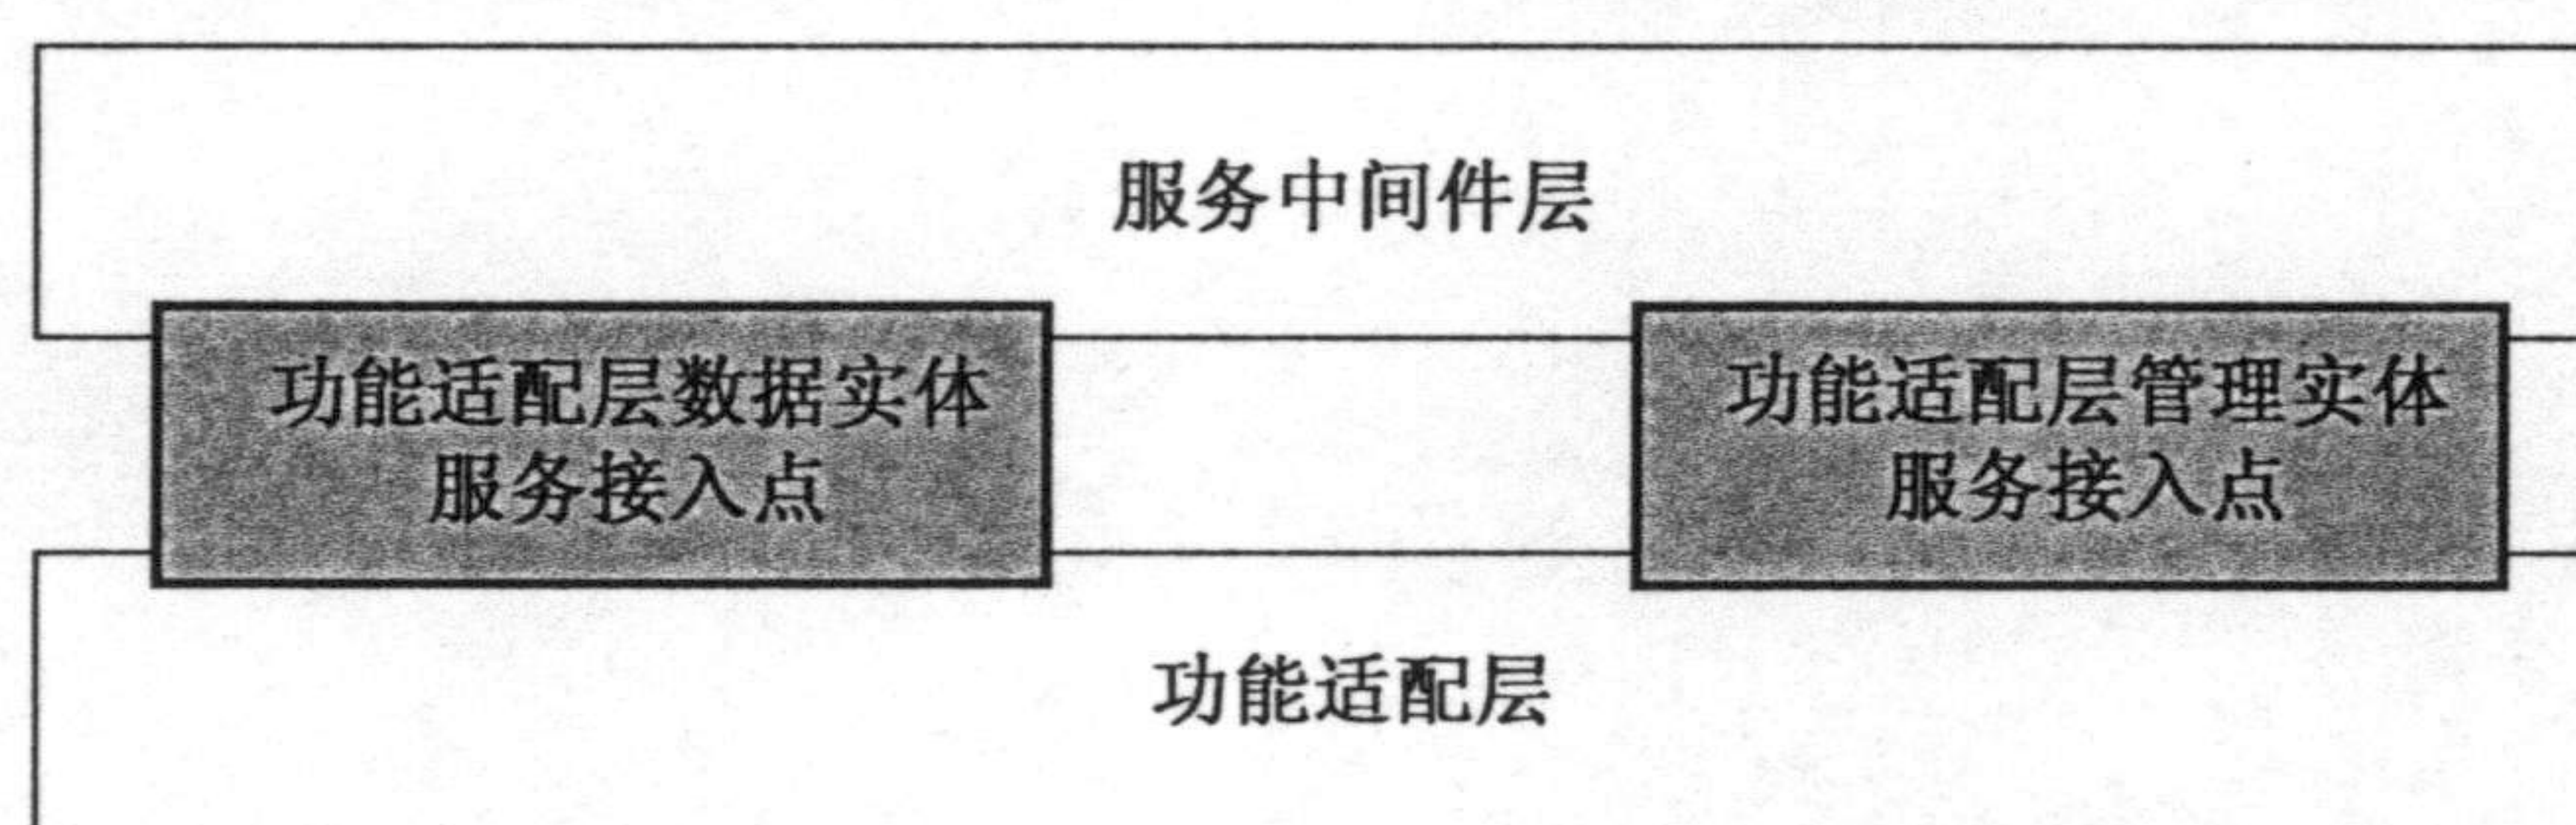 服务中间件层
功能适配层数据实体
服务接入点
功能适配层管理实体
服务接入点
功能适配层